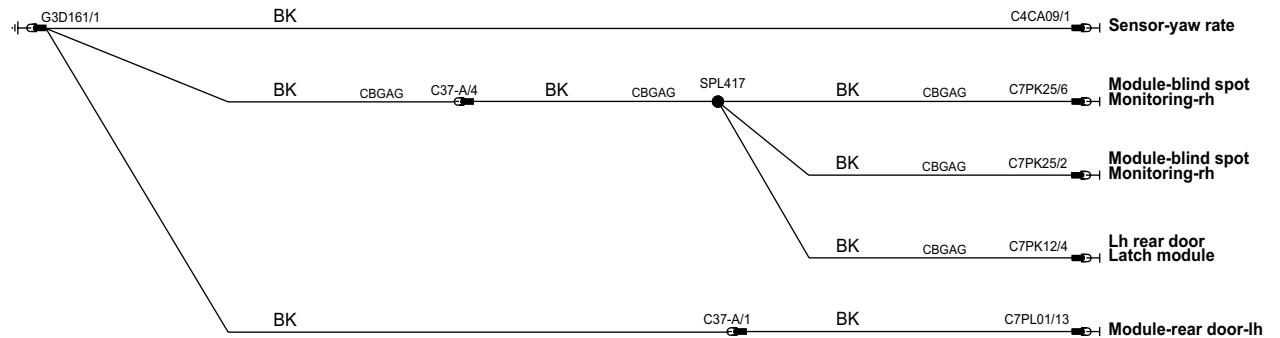 G3D161/1
BK
C4CA09/1
Sensor-yaw rate
BK
CBGAG
C37-A/4
BK
CBGAG
SPL417
BK
CBGAG
C7PK25/6
Module-blind spot
Monitoring-rh
BK
CBGAG
C7PK25/2
Module-blind spot
Monitoring-rh
BK
CBGAG
C7PK12/4
Lh rear door
Latch module
BK
C37-A/1
BK
C7PL01/13
Module-rear door-lh